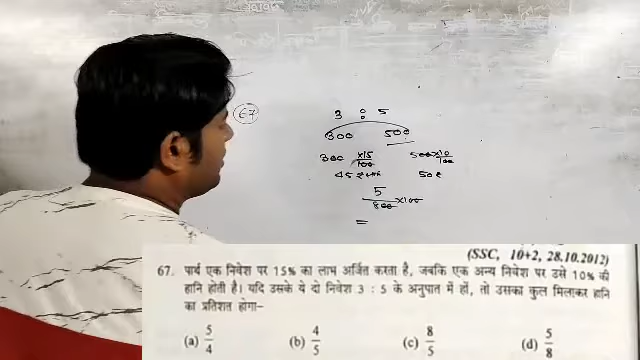 67
3 : 5
300 500
300 ×15/100 500×10/100
45 50₹
5/800 ×100
=
(SSC, 10+2, 28.10.2012)
67. पार्थ एक निवेश पर 15% का लाभ अर्जित करता है, जबकि एक अन्य निवेश पर उसे 10% की
हानि होती है। यदि उसके ये दो निवेश 3 : 5 के अनुपात में हों, तो उसका कुल मिलाकर हानि
का प्रतिशत होगा–
(a) 5/4 (b) 4/5 (c) 8/5 (d) 5/8